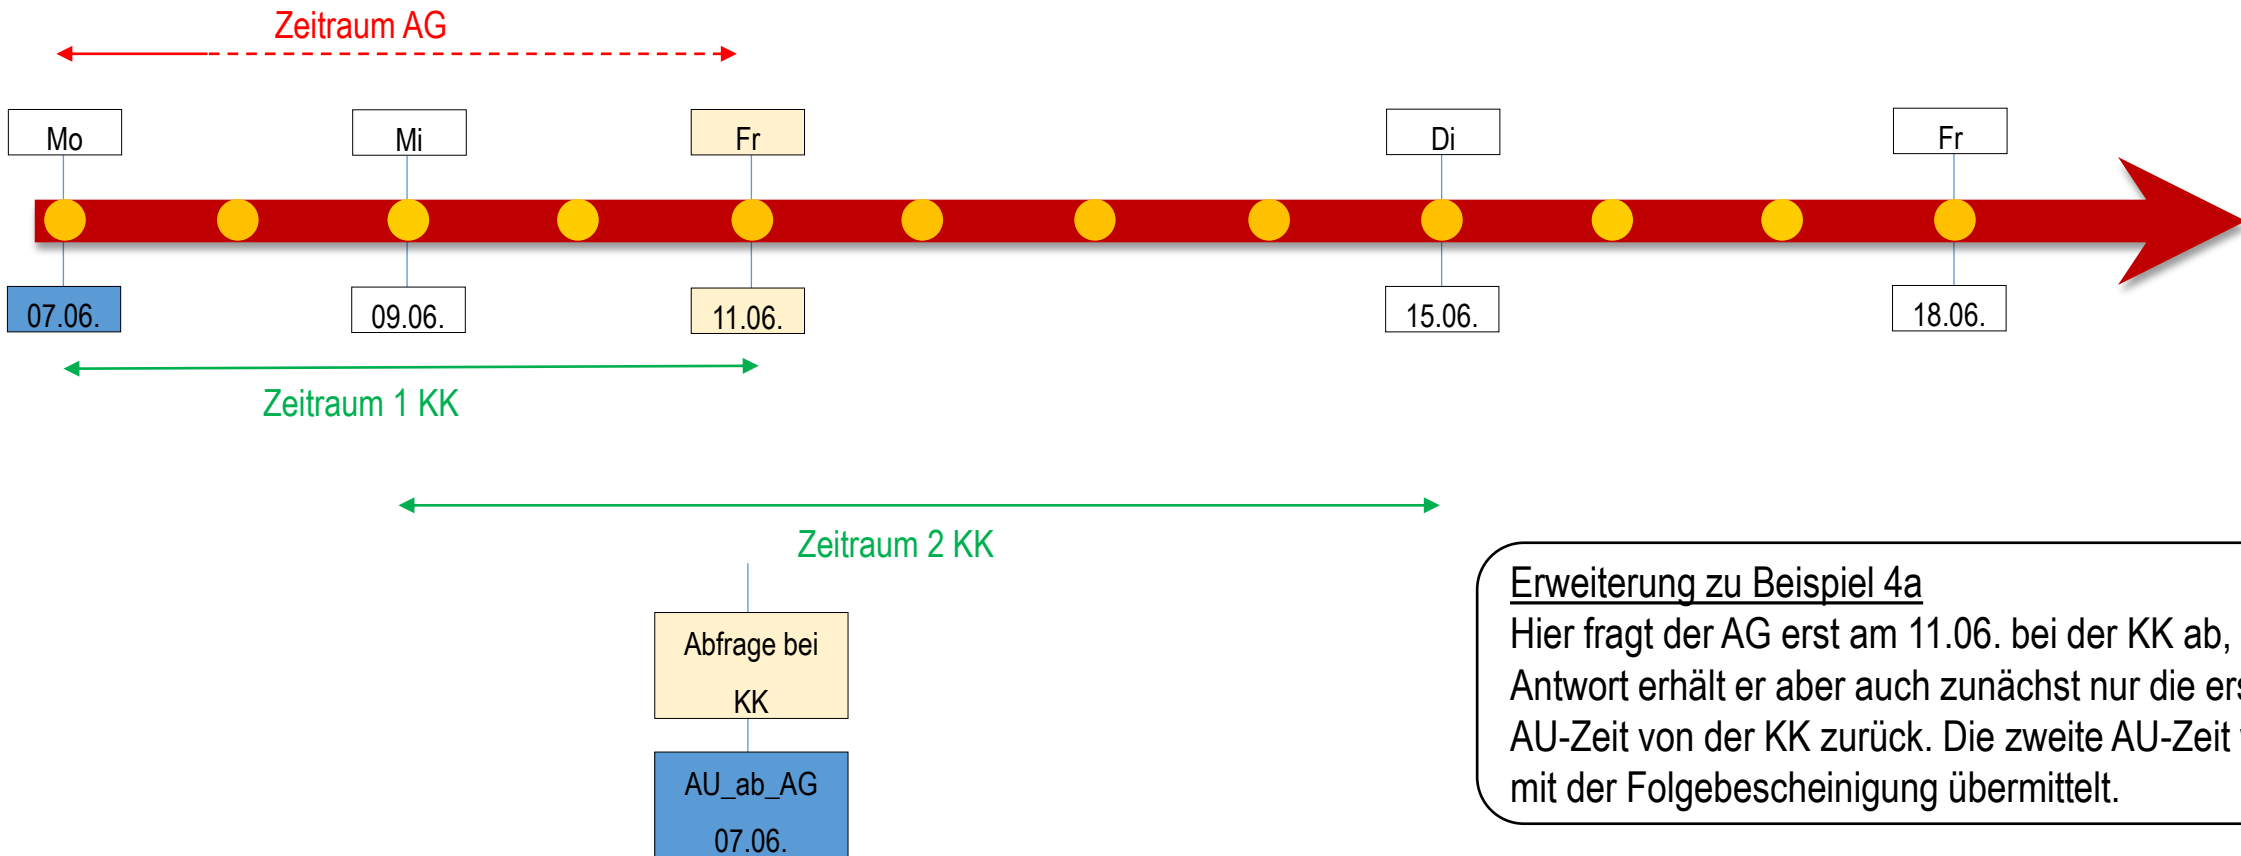 Zeitraum AG
Mo
Mi
Fr
Di
Fr
07.06.
09.06.
11.06.
15.06.
18.06.
Zeitraum 1 KK
Zeitraum 2 KK
Abfrage bei
KK
AU_ab_AG
07.06.
Erweiterung zu Beispiel 4a
Hier fragt der AG erst am 11.06. bei der KK ab,
Antwort erhält er aber auch zunächst nur die
AU-Zeit von der KK zurück. Die zweite AU-Zeit
mit der Folgebescheinigung übermittelt.